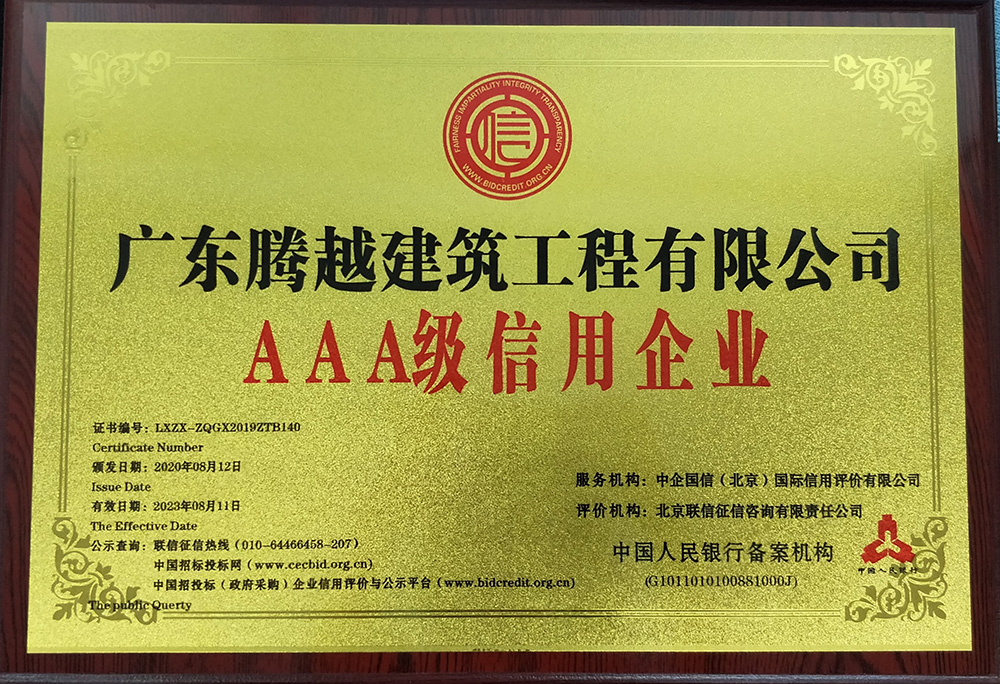 FAIRNESS IMPARTIALITY INTEGRITY TRANSPARENCY
信
WWW.BIDCREDIT.ORG.CN
广东腾越建筑工程有限公司
AAA级信用企业
证书编号：LXZX-ZQGX2019ZTB140
Certificate Number
颁发日期：2020年08月12日
Issue Date
有效日期：2023年08月11日
The Effective Date
公示查询：联信征信热线（010-64466458-207）
中国招标投标网（www.cecbid.org.cn）
中国招投标（政府采购）企业信用评价与公示平台（www.bidcredit.org.cn）
The public Querty
服务机构：中企国信（北京）国际信用评价有限公司
评价机构：北京联信征信咨询有限责任公司
中国人民银行备案机构
(G1011010100881000J)
中国人民银行